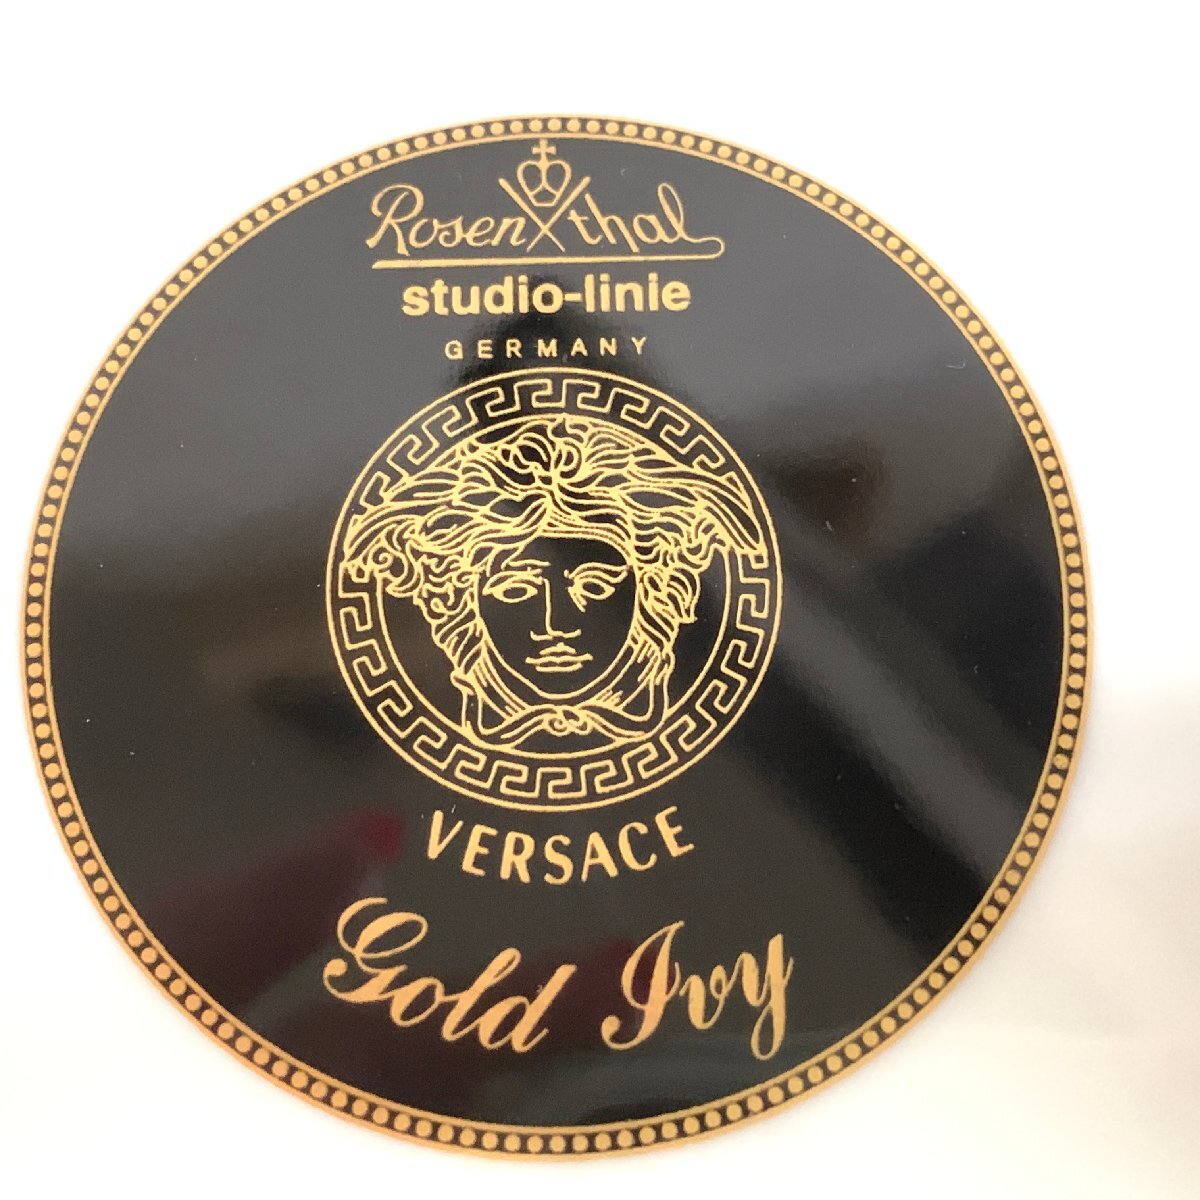 Rosenthal
studio-linie
GERMANY
VERSACE
Gold Ivy